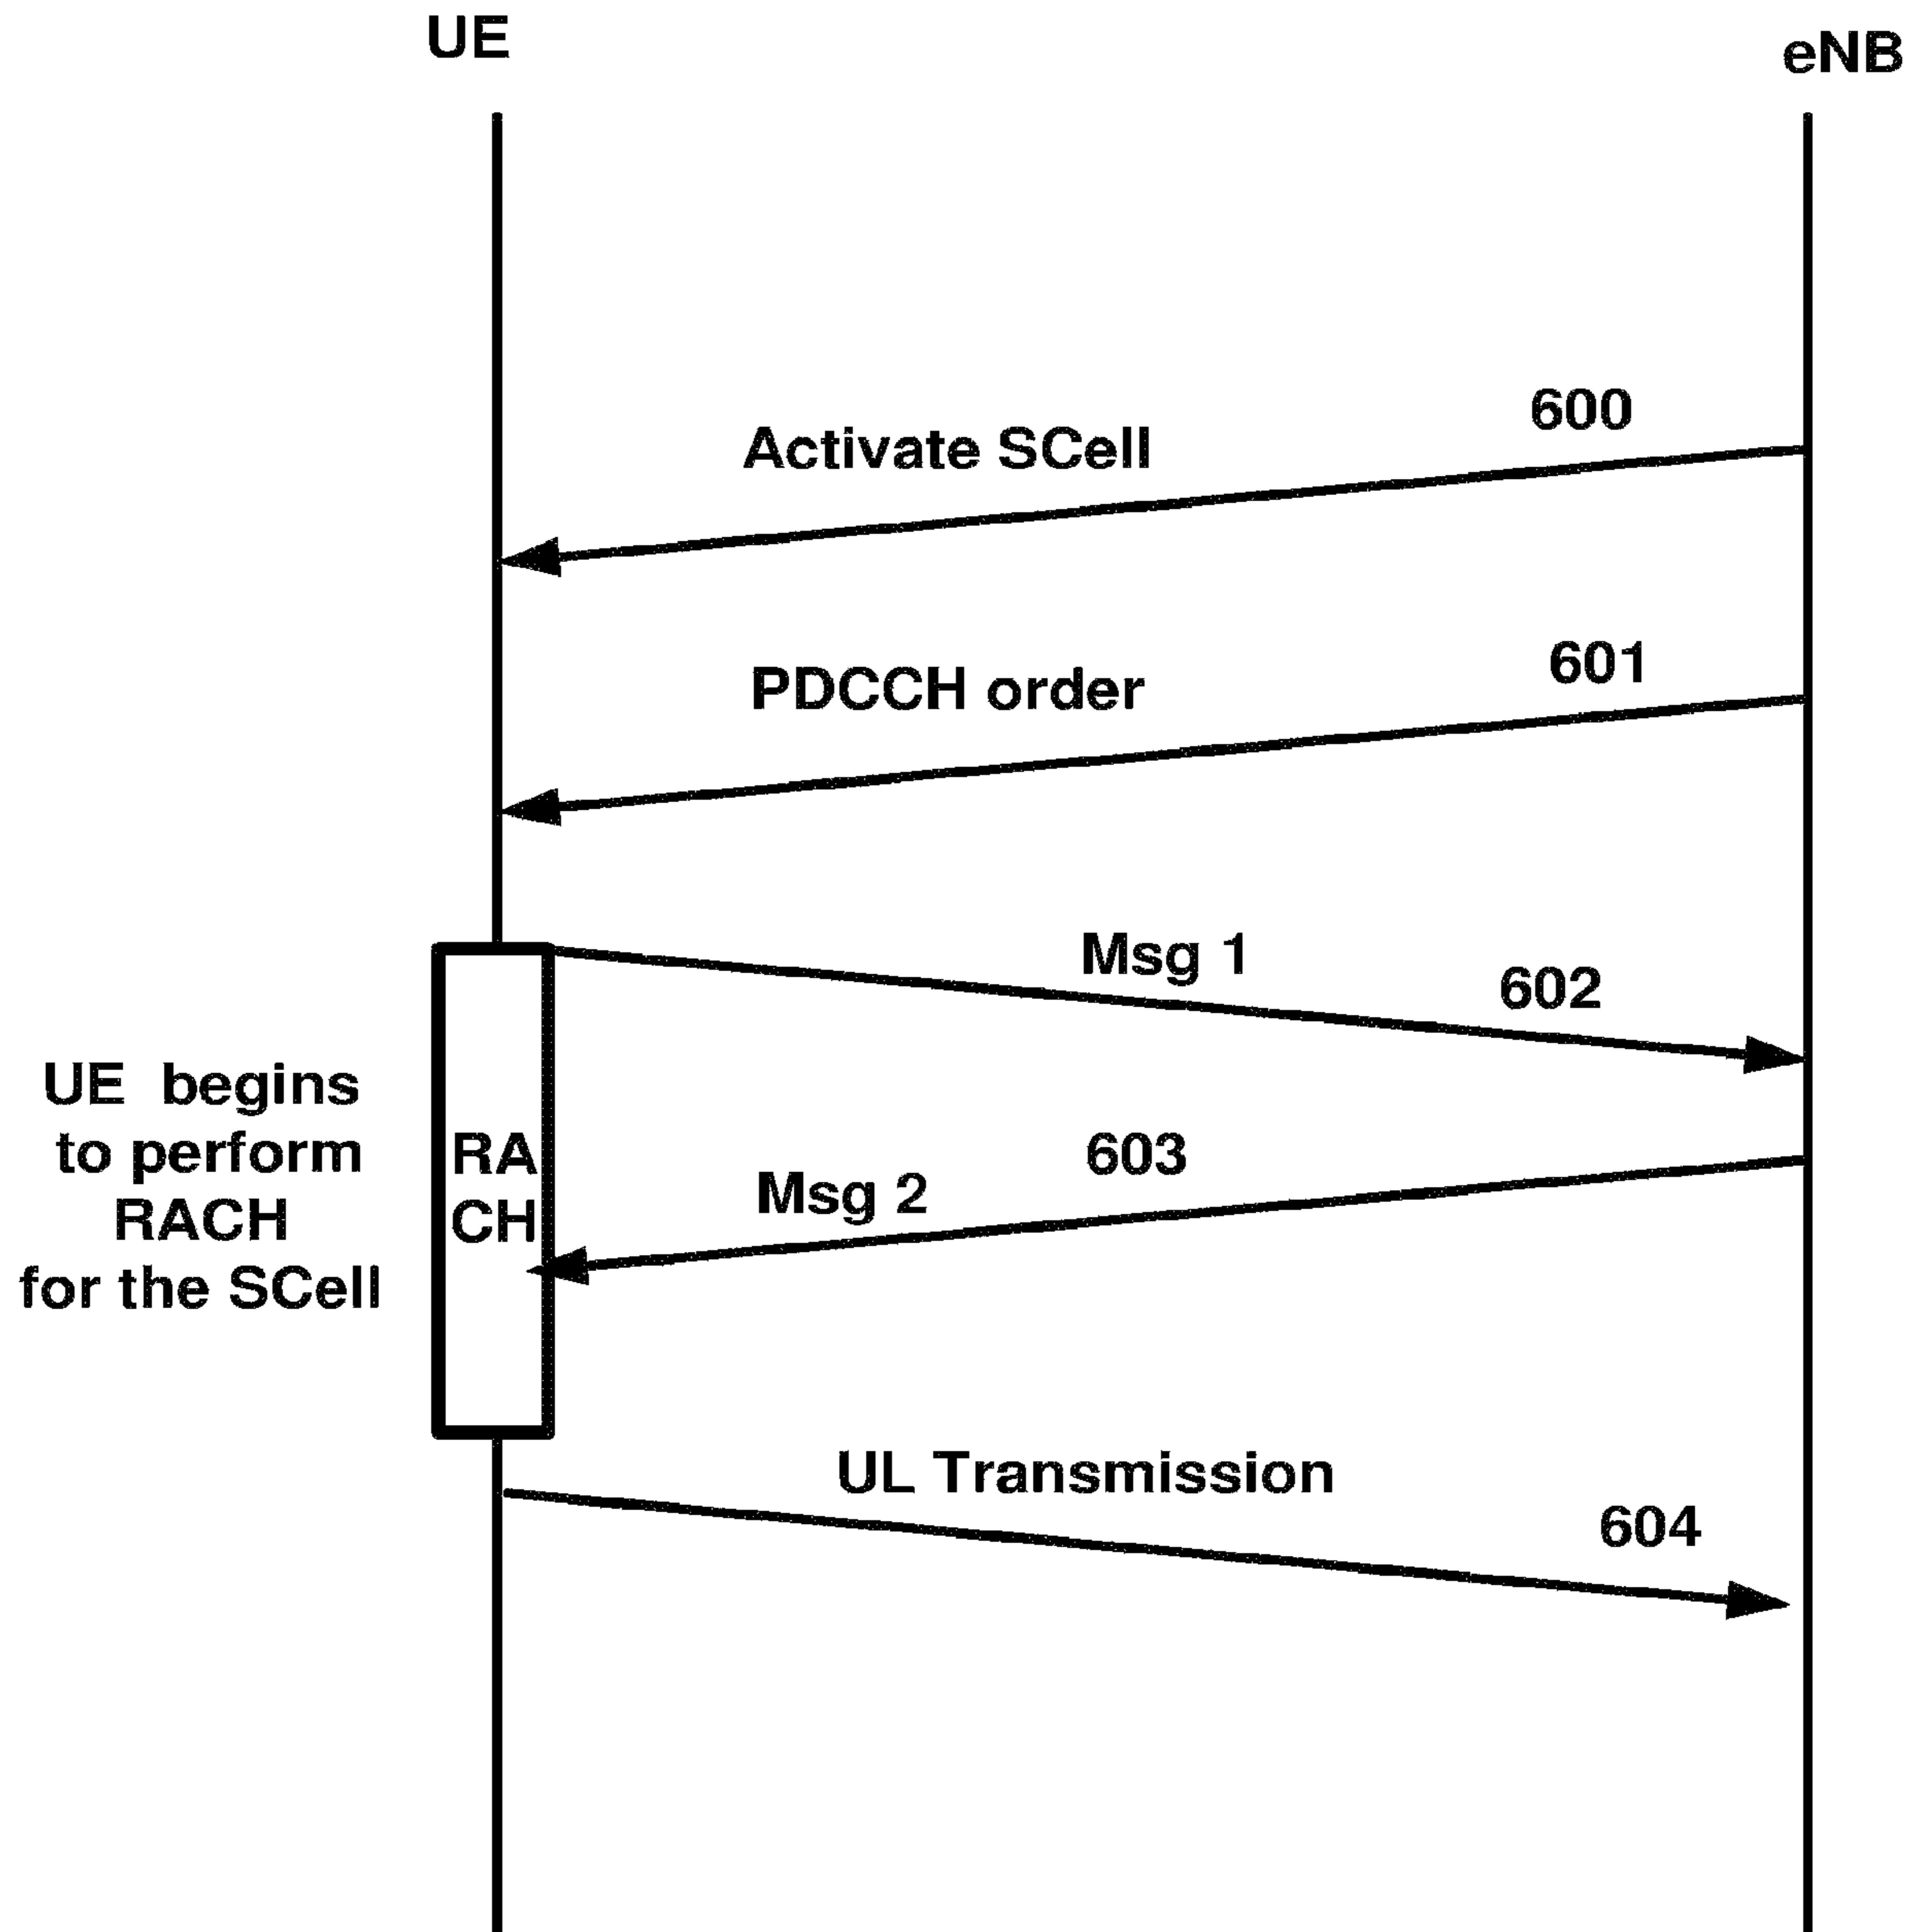 UE
eNB
600
Activate SCell
601
PDCCH order
Msg 1
602
UE begins
to perform
RACH
for the SCell
RA
CH
603
Msg 2
UL Transmission
604